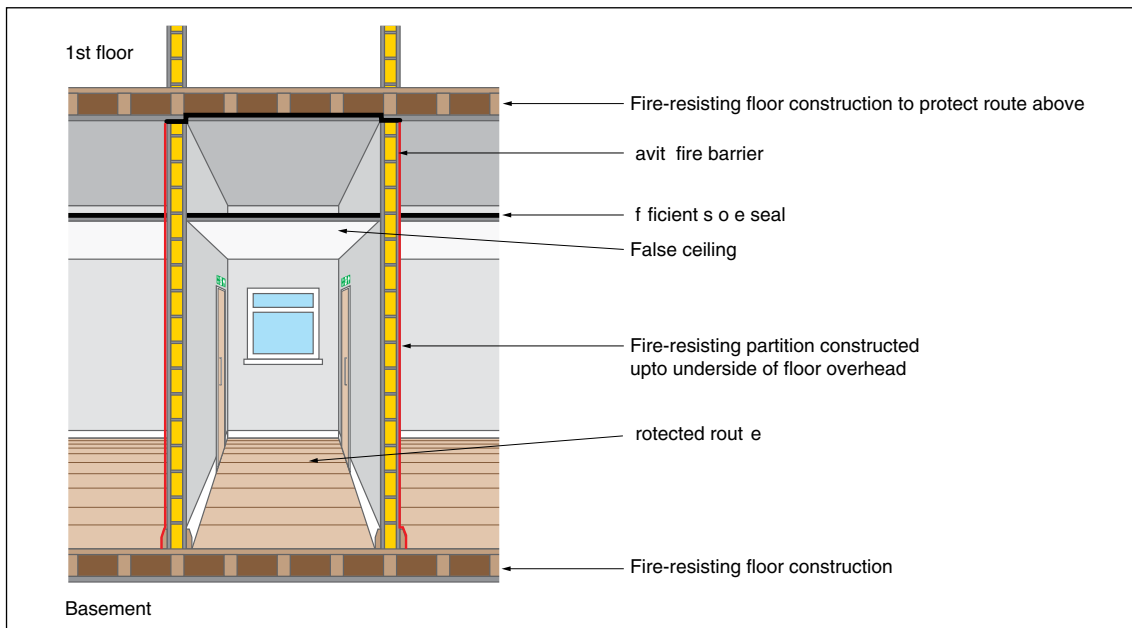 1st floor
Fire-resisting floor construction to protect route above
avit fire barrier
f ficient s o e seal
False ceiling
Fire-resisting partition constructed
upto underside of floor overhead
rotected rout e
Fire-resisting floor construction
Basement